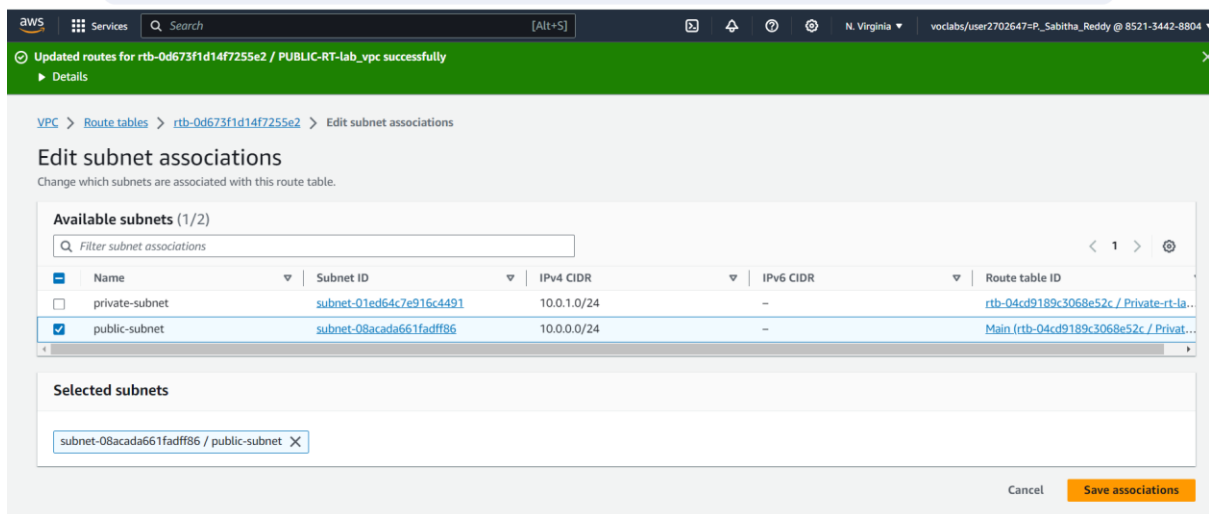 aws Services Search [Alt+S] N. Virginia ▼ voclabs/user2702647=P._Sabitha_Reddy @ 8521-3442-8804
Updated routes for rtb-0d673f1d14f7255e2 / PUBLIC-RT-lab_vpc successfully
▶ Details
VPC > Route tables > rtb-0d673f1d14f7255e2 > Edit subnet associations
Edit subnet associations
Change which subnets are associated with this route table.
Available subnets (1/2)
Filter subnet associations
< 1 >
Name Subnet ID IPv4 CIDR IPv6 CIDR Route table ID
private-subnet subnet-01ed64c7e916c4491 10.0.1.0/24 – rtb-04cd9189c3068e52c / Private-rt-la...
public-subnet subnet-08acada661fadff86 10.0.0.0/24 – Main (rtb-04cd9189c3068e52c / Privat...
Selected subnets
subnet-08acada661fadff86 / public-subnet X
Cancel Save associations